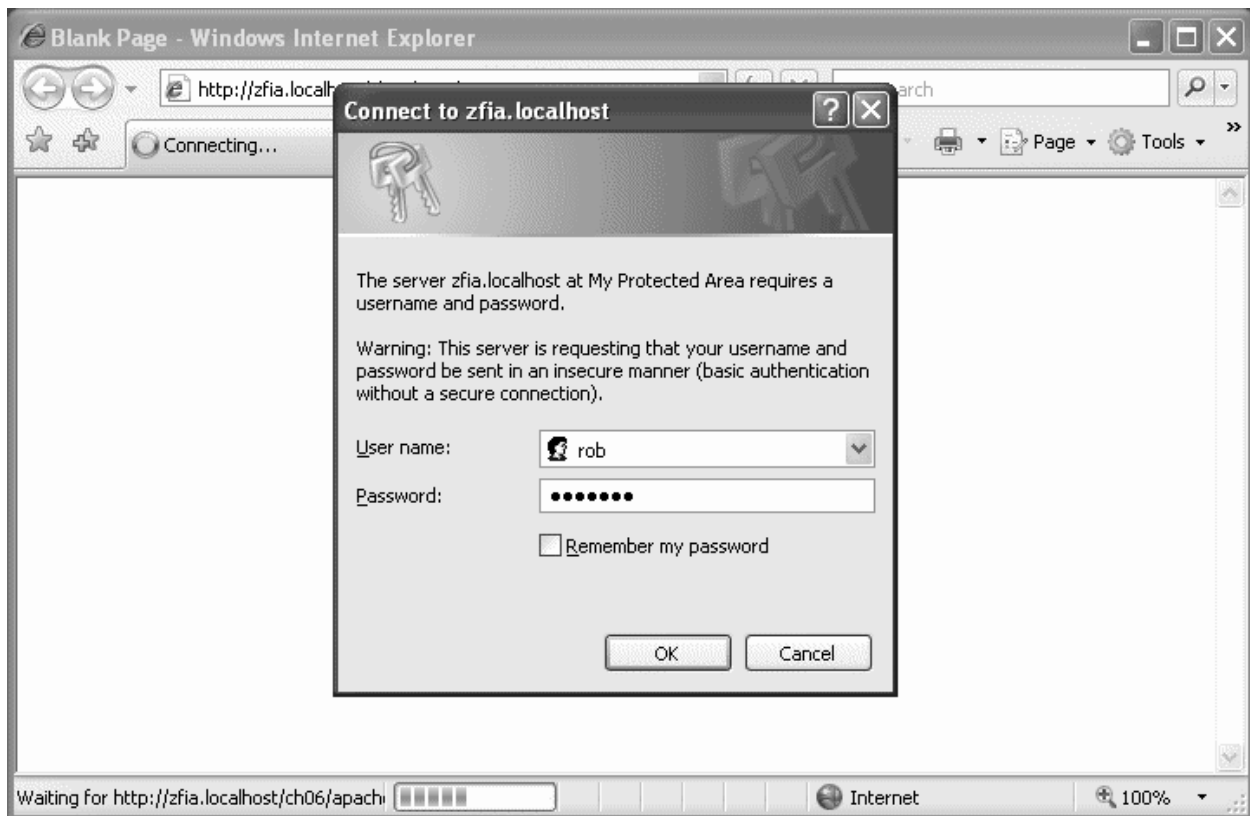 Blank Page - Windows Internet Explorer
http://zfia.localh
Connecting...
Page
Tools
Connect to zfia.localhost
The server zfia.localhost at My Protected Area requires a
username and password.
Warning: This server is requesting that your username and
password be sent in an insecure manner (basic authentication
without a secure connection).
User name:
rob
Password:
Remember my password
OK
Cancel
Waiting for http://zfia.localhost/ch06/apach
Internet
100%